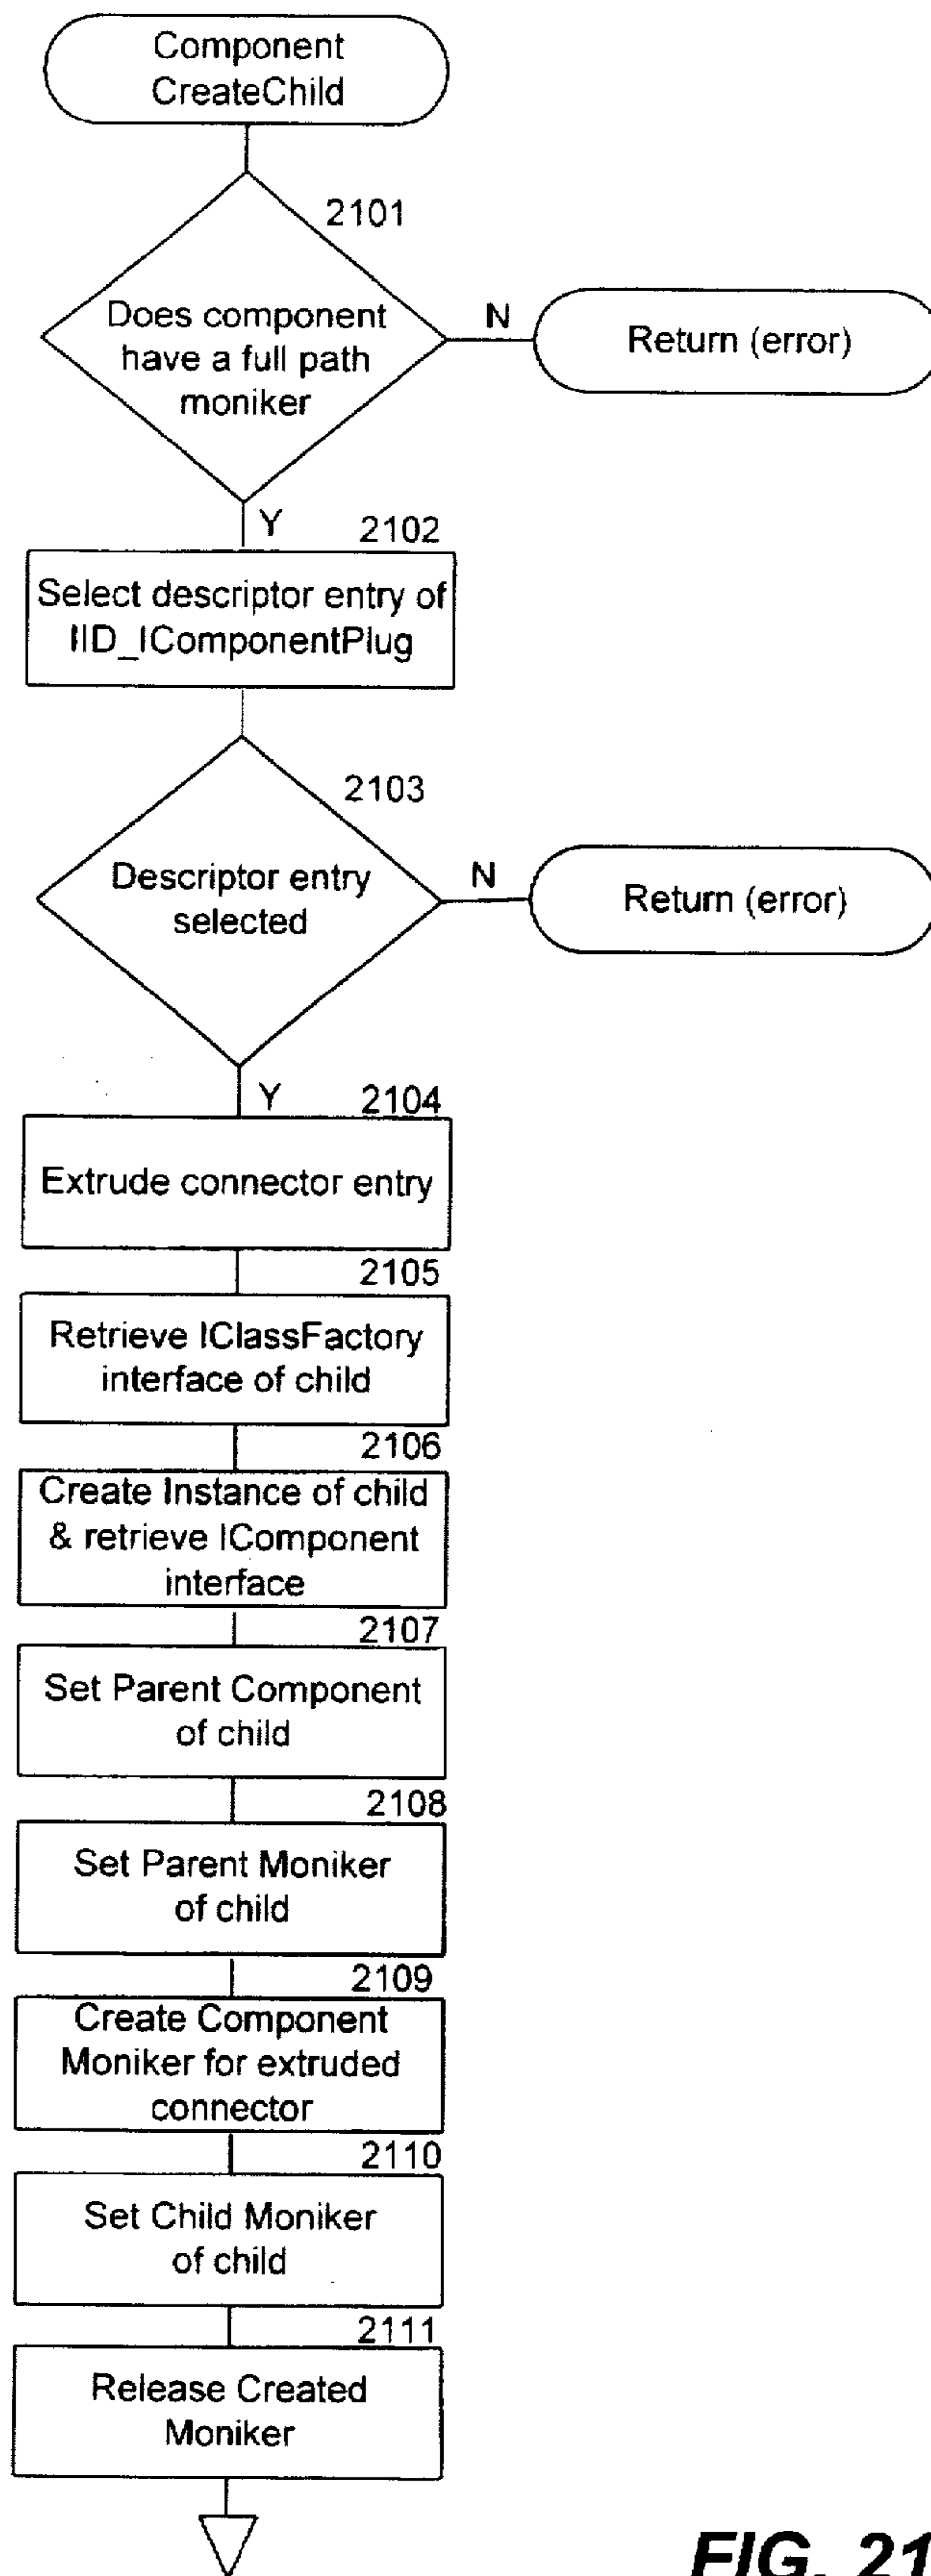 Component
CreateChild
2101
Does component
have a full path
moniker
N
Return (error)
Y
2102
Select descriptor entry of
IID_IComponentPlug
2103
Descriptor entry
selected
N
Return (error)
Y
2104
Extrude connector entry
2105
Retrieve IClassFactory
interface of child
2106
Create Instance of child
& retrieve IComponent
interface
2107
Set Parent Component
of child
2108
Set Parent Moniker
of child
2109
Create Component
Moniker for extruded
connector
2110
Set Child Moniker
of child
2111
Release Created
Moniker
FIG. 21